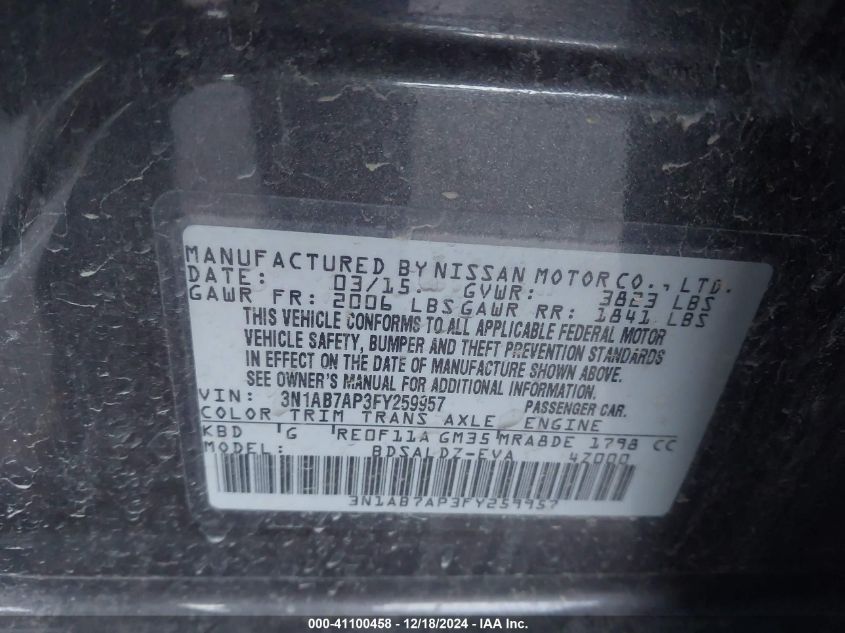 MANUFACTURED BY NISSAN MOTOR CO., LTD.
DATE: 03/15 GVWR: 3823 LBS
GAWR FR: 2006 LBS GAWR RR: 1841 LBS
THIS VEHICLE CONFORMS TO ALL APPLICABLE FEDERAL MOTOR
VEHICLE SAFETY, BUMPER AND THEFT PREVENTION STANDARDS
IN EFFECT ON THE DATE OF MANUFACTURE SHOWN ABOVE.
SEE OWNER'S MANUAL FOR ADDITIONAL INFORMATION.
VIN: 3N1AB7AP3FY259957 PASSENGER CAR.
COLOR TRIM TRANS AXLE ENGINE
KBD G RE0F11A GM35 MRA8DE 1798 CC
MODEL: BDSALDZ-EVA 4Z000
3N1AB7AP3FY259957
000-41100458 - 12/18/2024 - IAA Inc.